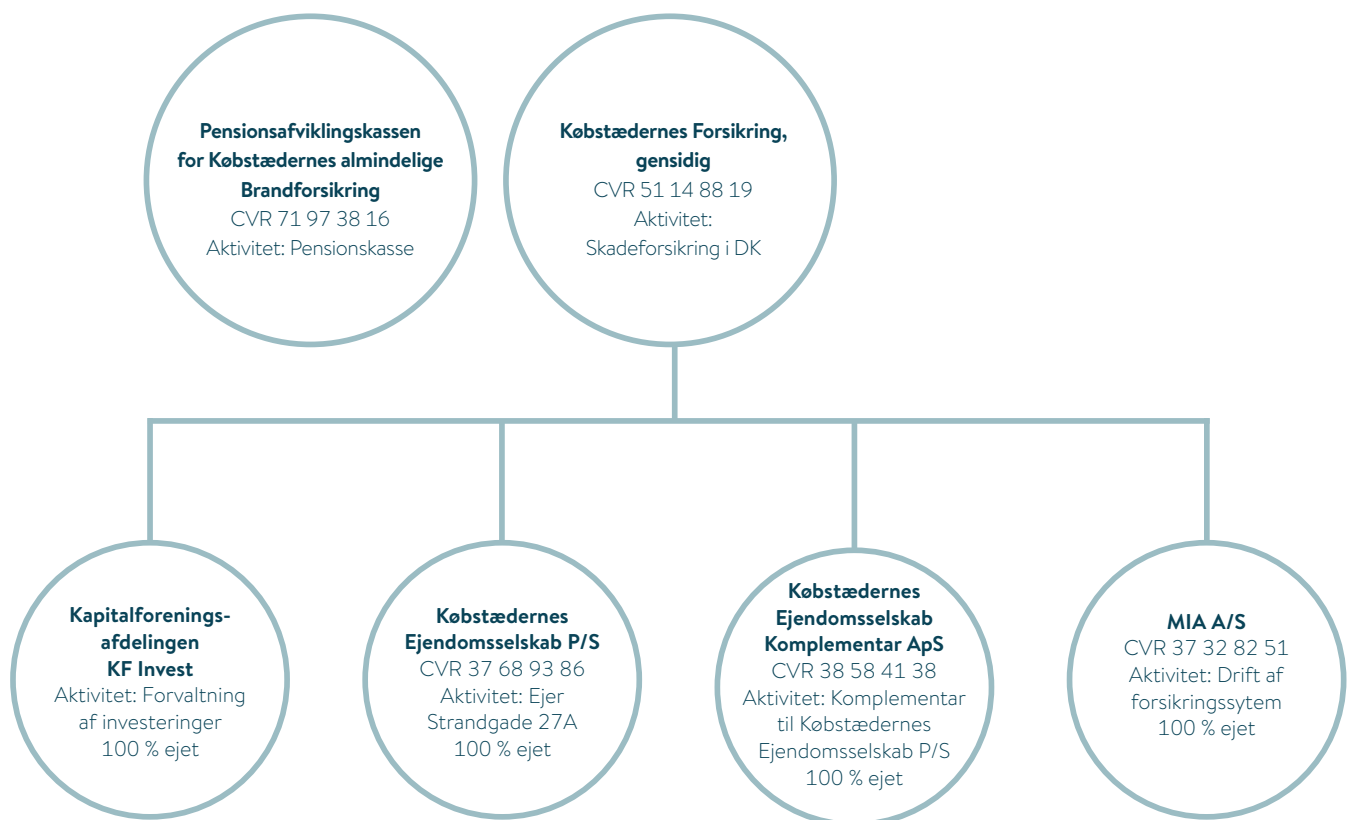 Pensionsafviklingskassen
for Købstædernes almindelige
Brandforsikring
CVR 71 97 38 16
Aktivitet: Pensionskasse
Købstædernes Forsikring,
gensidig
CVR 51 14 88 19
Aktivitet:
Skadeforsikring i DK
Kapitalforenings-
afdelingen
KF Invest
Aktivitet: Forvaltning
af investeringer
100 % ejet
Købstædernes
Ejendomsselskab P/S
CVR 37 68 93 86
Aktivitet: Ejer
Strandgade 27A
100 % ejet
Købstædernes
Ejendomsselskab
Komplementar ApS
CVR 38 58 41 38
Aktivitet: Komplementar
til Købstædernes
Ejendomsselskab P/S
100 % ejet
MIA A/S
CVR 37 32 82 51
Aktivitet: Drift af
forsikringssytem
100 % ejet